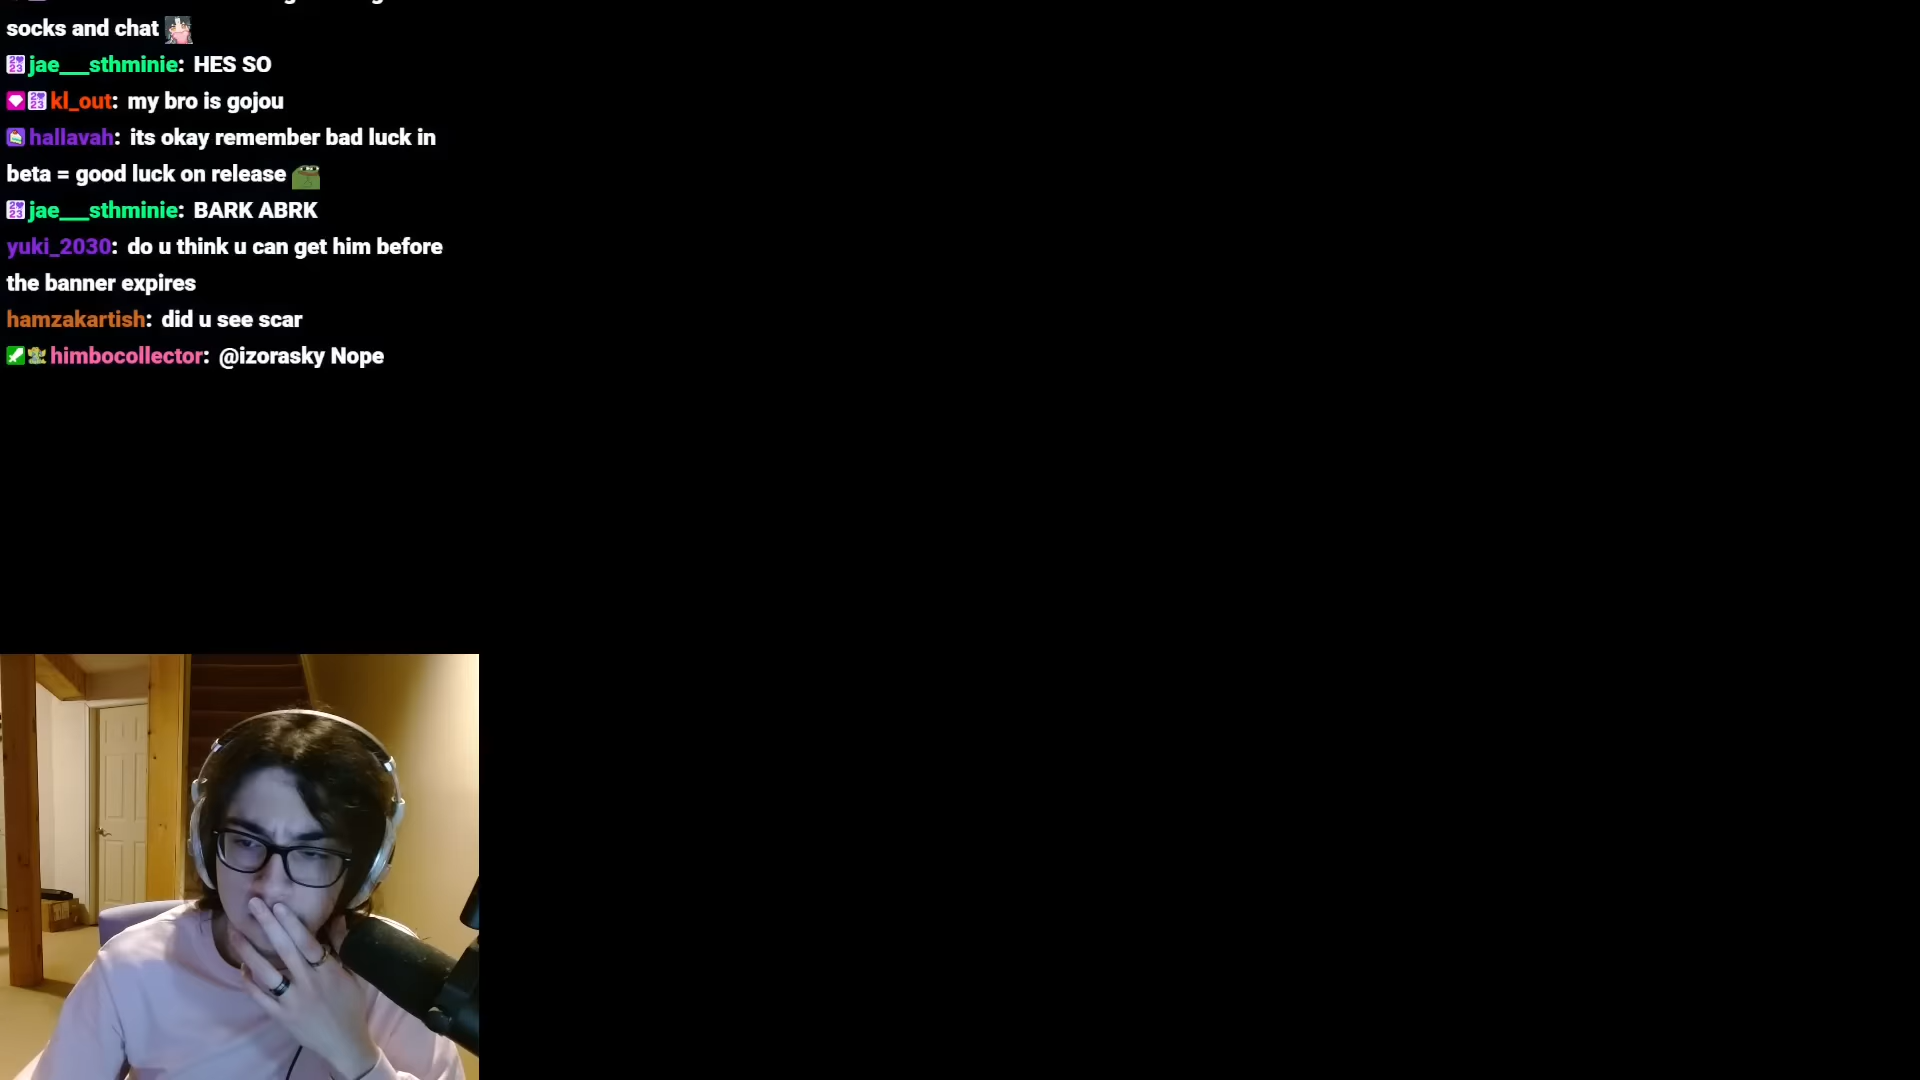 socks and chat
jae___sthminie: HES SO
kl_out: my bro is gojou
hallavah: its okay remember bad luck in
beta = good luck on release
jae___sthminie: BARK ABRK
yuki_2030: do u think u can get him before
the banner expires
hamzakartish: did u see scar
himbocollector: @izorasky Nope